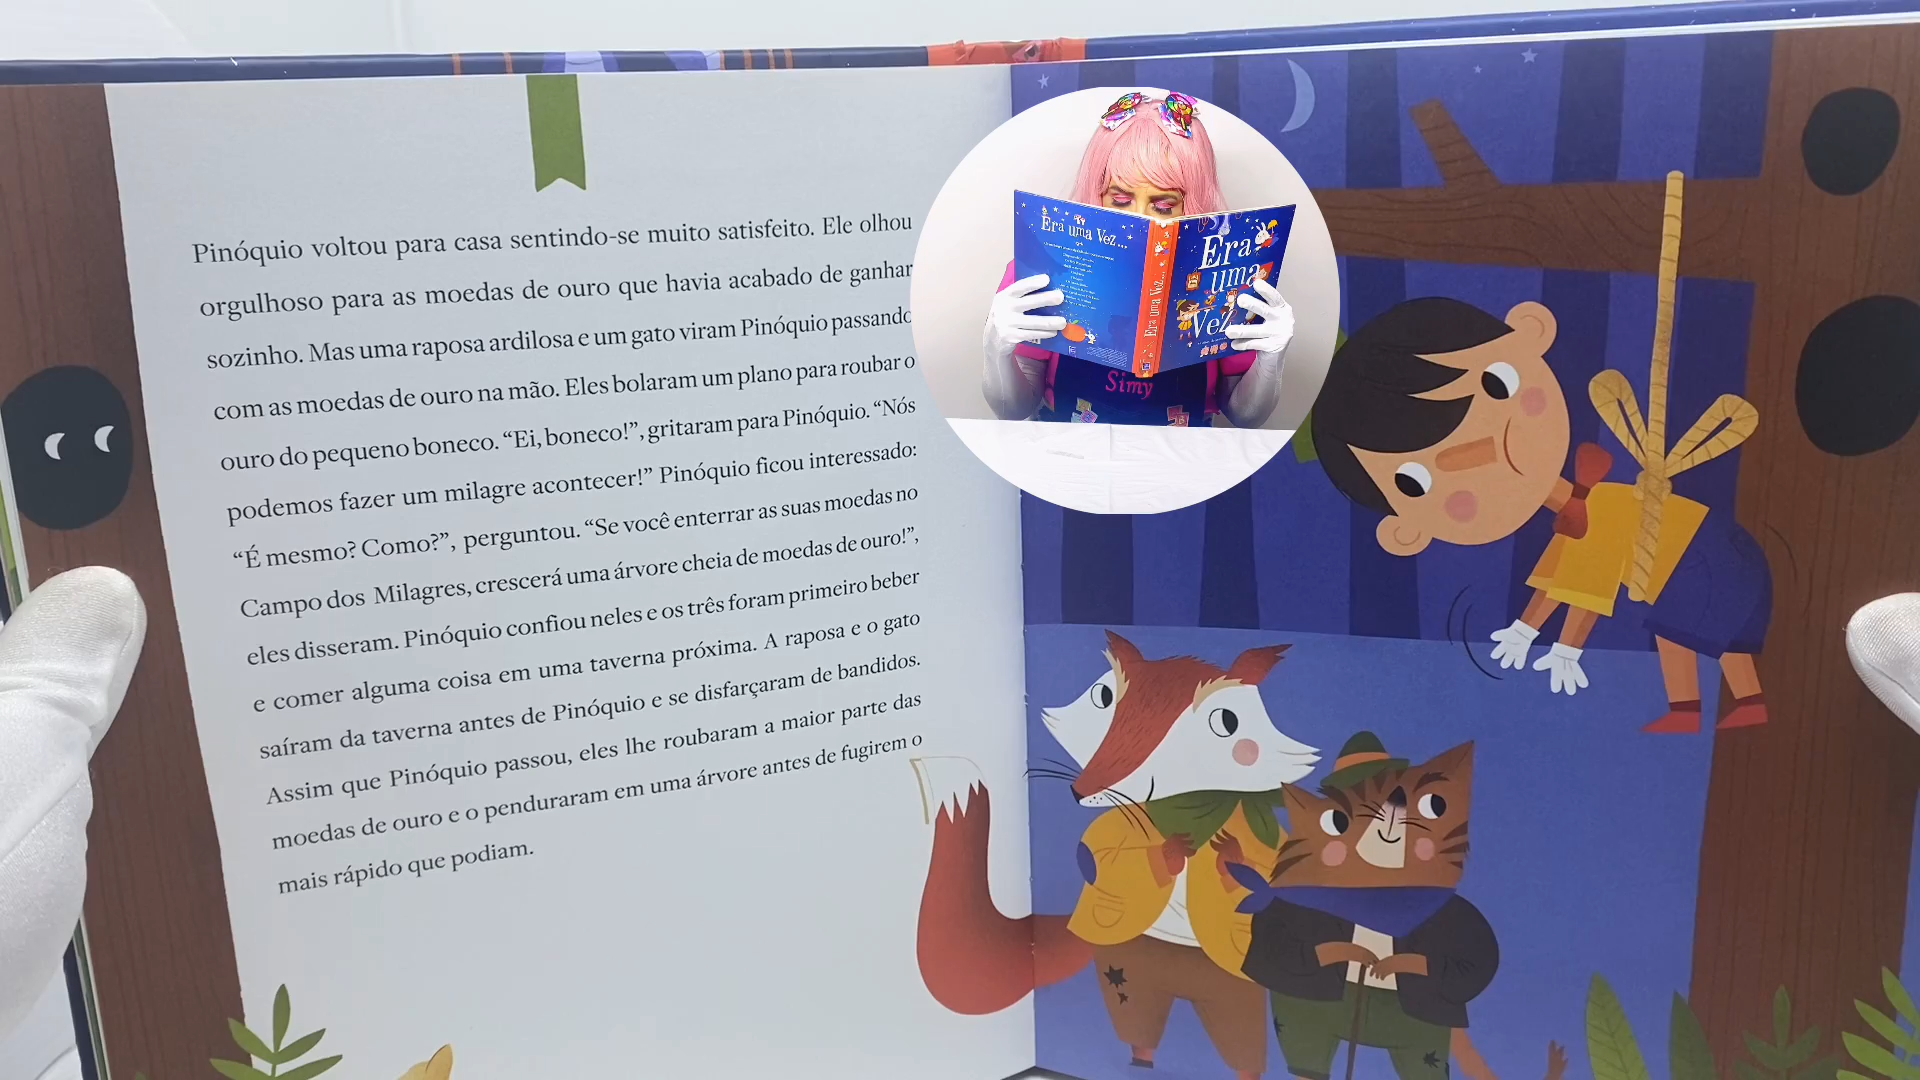 Pinóquio voltou para casa sentindo-se muito satisfeito. Ele olhou
orgulhoso para as moedas de ouro que havia acabado de ganhar
sozinho. Mas uma raposa ardilosa e um gato viram Pinóquio passando
com as moedas de ouro na mão. Eles bolaram um plano para roubar o
ouro do pequeno boneco. “Ei, boneco!”, gritaram para Pinóquio. “Nós
podemos fazer um milagre acontecer!” Pinóquio ficou interessado:
“É mesmo? Como?”, perguntou. “Se você enterrar as suas moedas no
Campo dos Milagres, crescerá uma árvore cheia de moedas de ouro!”,
eles disseram. Pinóquio confiou neles e os três foram primeiro beber
e comer alguma coisa em uma taverna próxima. A raposa e o gato
saíram da taverna antes de Pinóquio e se disfarçaram de bandidos.
Assim que Pinóquio passou, eles lhe roubaram a maior parte das
moedas de ouro e o penduraram em uma árvore antes de fugirem o
mais rápido que podiam.
Era uma Vez...
Era uma Vez...
Era
uma
Vez...
Simy